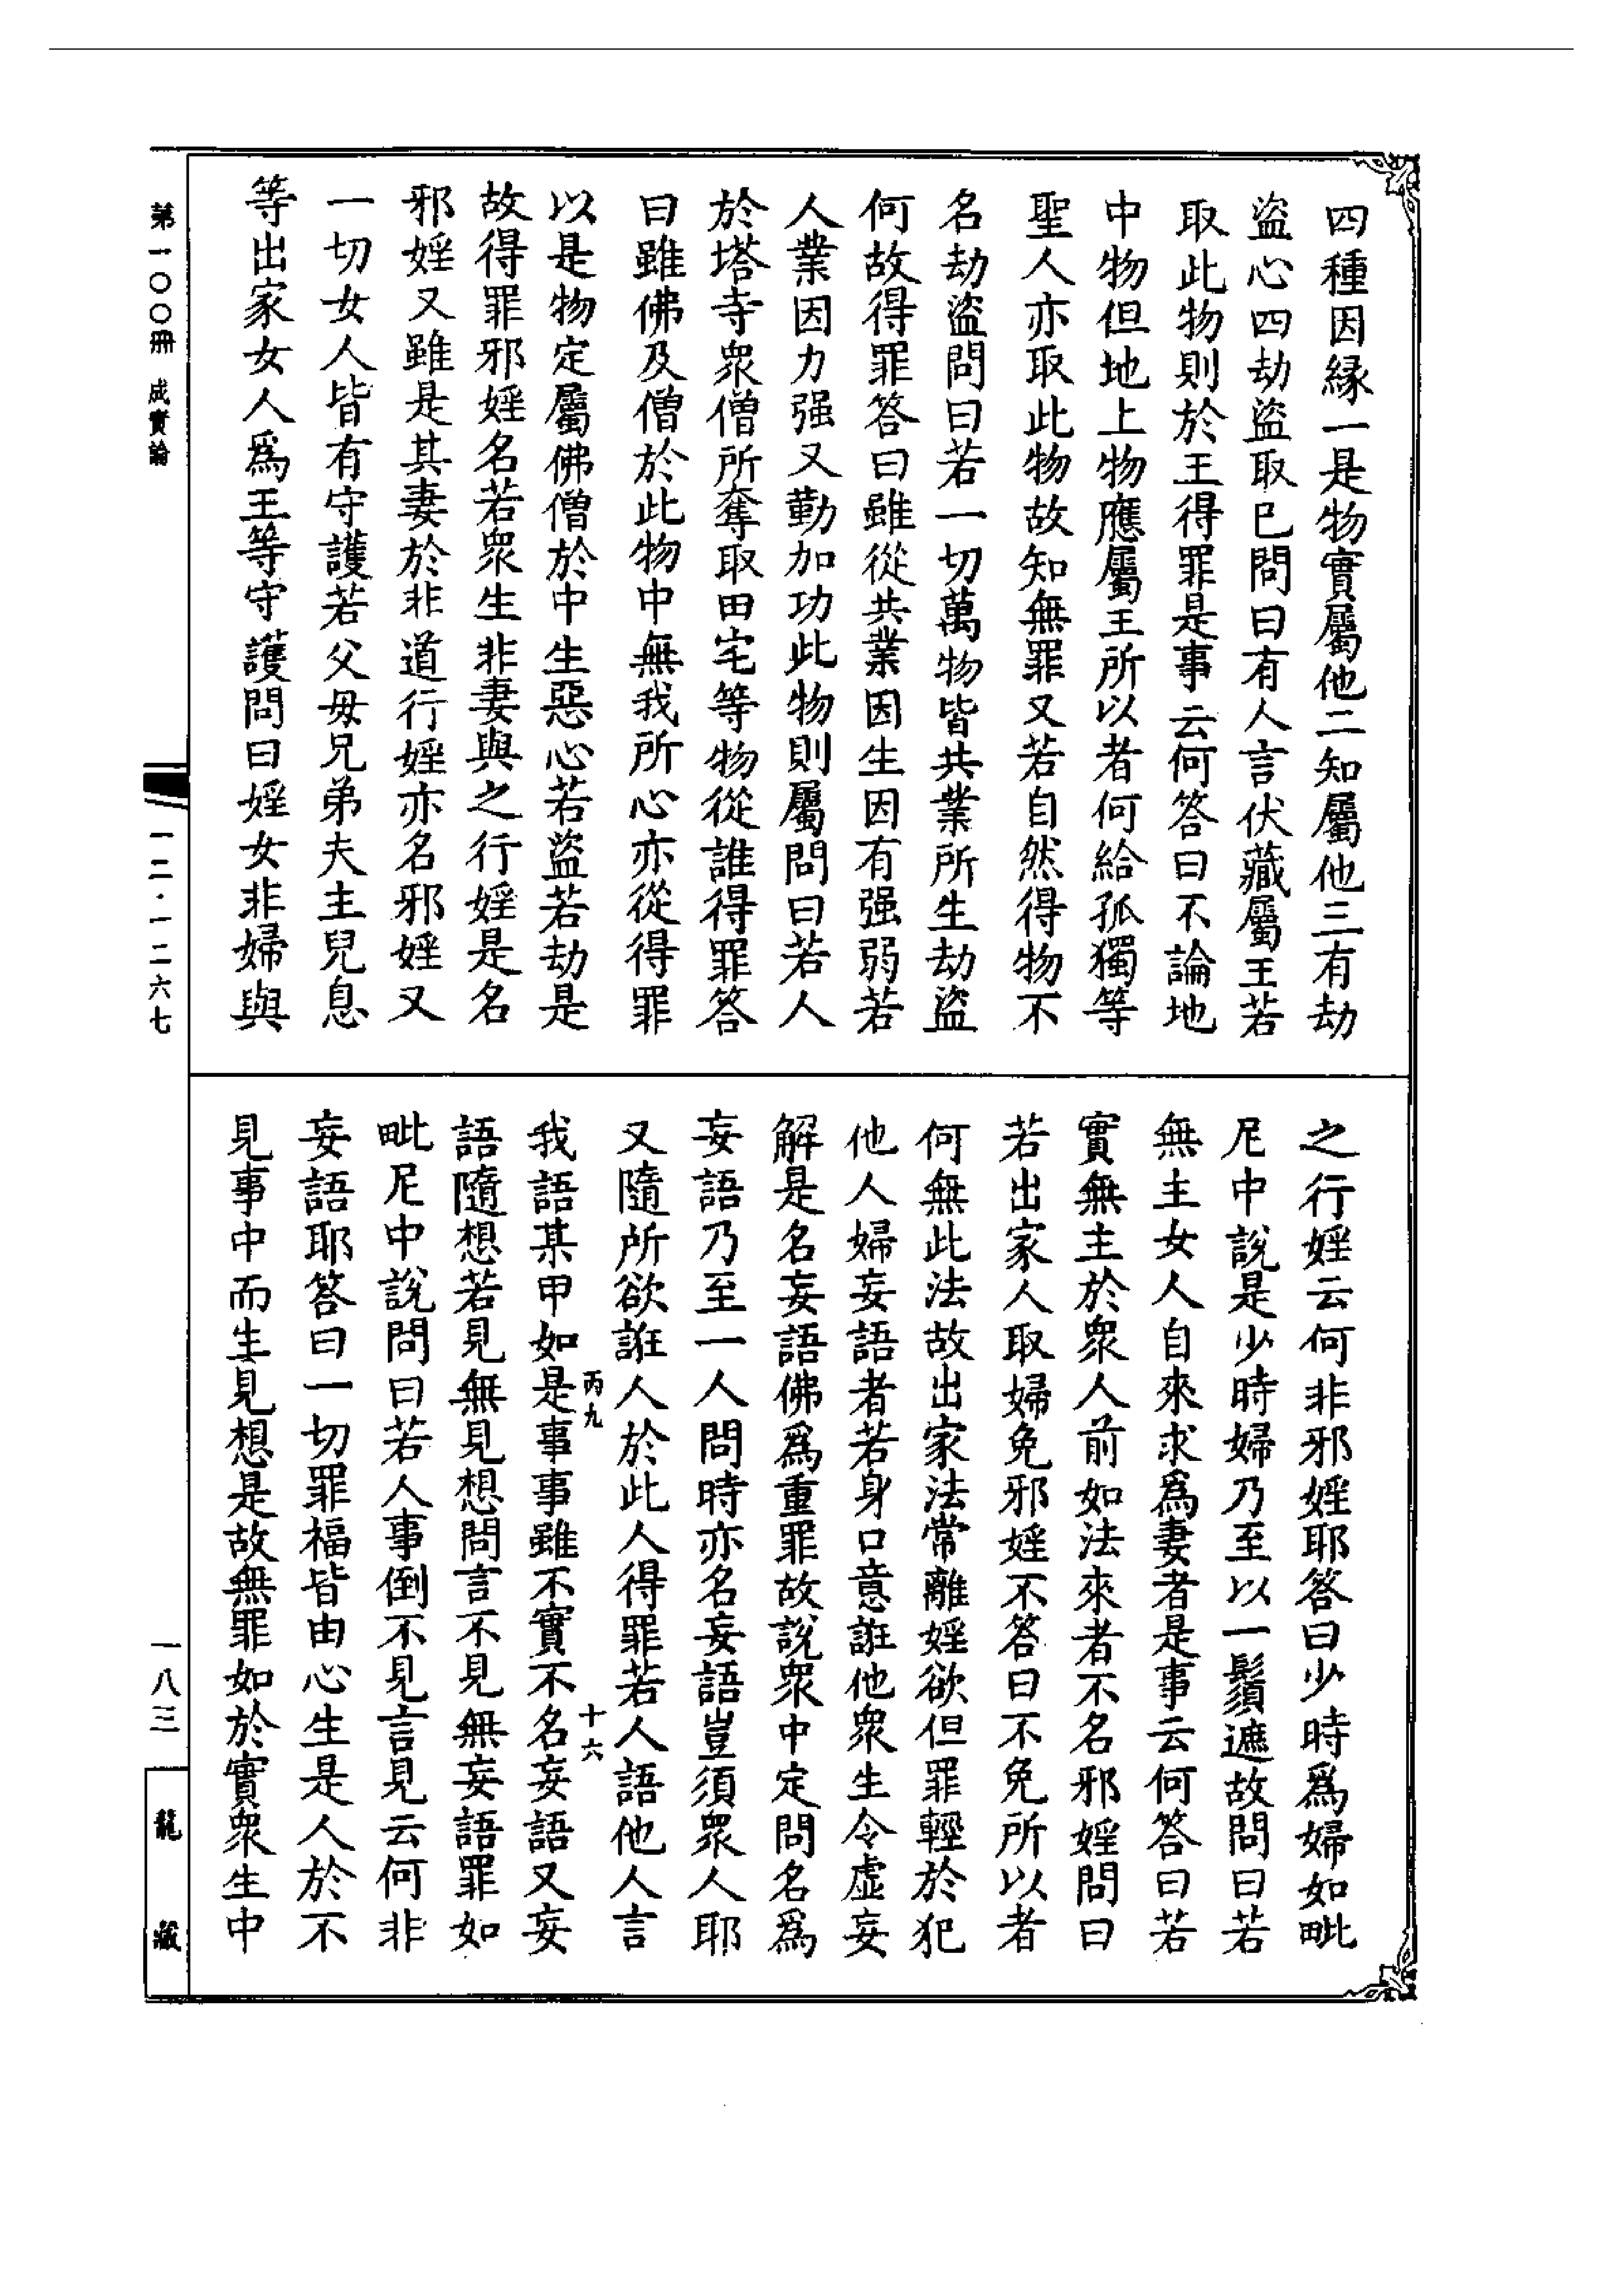 四種因緣一是物實屬他二知屬他三有劫
盜心四劫盜取已問曰有人言伏藏屬王若
取此物則於王得罪是事云何答曰不論地
中物但地上物應屬王所以者何給孤獨等
聖人亦取此物故知無罪又若自然得物不
名劫盜問曰若一切萬物皆共業所生劫盜
何故得罪答曰雖從共業因生因有强弱若
人業因力强又勤加功此物則屬問曰若人
於塔寺衆僧所奪取田宅等物從誰得罪答
曰雖佛及僧於此物中無我所心亦從得罪
以是物定屬佛僧於中生惡心若盜若劫是
故得罪邪婬名若衆生非妻與之行婬是名
邪婬又雖是其妻於非道行婬亦名邪婬又
一切女人皆有守護若父母兄弟夫主兒息
等出家女人爲王等守護問曰婬女非婦與
之行婬云何非邪婬耶答曰少時爲婦如毗
尼中說是少時婦乃至以一鬚遮故問曰若
無主女人自來求爲妻者是事云何答曰若
實無主於衆人前如法來者不名邪婬問曰
若出家人取婦免邪婬不答曰不免所以者
何無此法故出家法常離婬欲但罪輕於犯
他人婦妄語者若身口意誑他衆生令虛妄
解是名妄語佛爲重罪故說衆中定問名爲
妄語乃至一人問時亦名妄語豈須衆人耶
又隨所欲誑人於此人得罪若人語他人言
丙九 十六
我語某甲如是事事雖不實不名妄語又妄
語隨想若見無見想問言不見無妄語罪如
毗尼中說問曰若人事倒不見言見云何非
妄語耶答曰一切罪福皆由心生是人於不
見事中而生見想是故無罪如於實衆生中
第一〇〇冊 成實論
一二·一二六七
一八三
龍藏